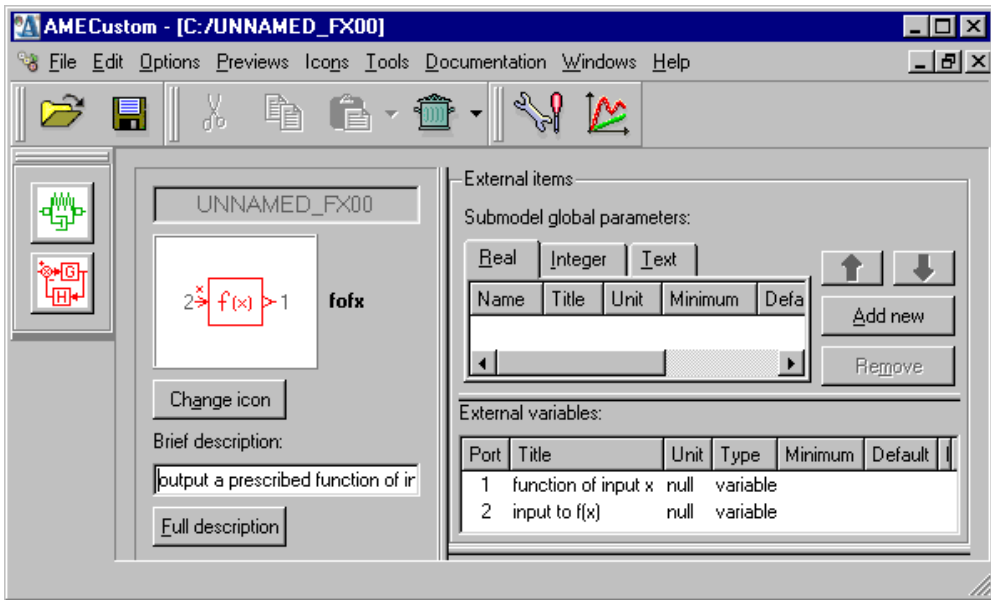 AMECustom - [C:/UNNAMED_FX00]
File Edit Options Previews Icons Tools Documentation Windows Help
UNNAMED_FX00
2 x f(x) 1 fofx
Change icon
Brief description:
output a prescribed function of in
Full description
G
H
External items
Submodel global parameters:
Real Integer Text
Name Title Unit Minimum Defa
Add new
Remove
External variables:
Port Title Unit Type Minimum Default
1 function of input x null variable
2 input to f(x) null variable